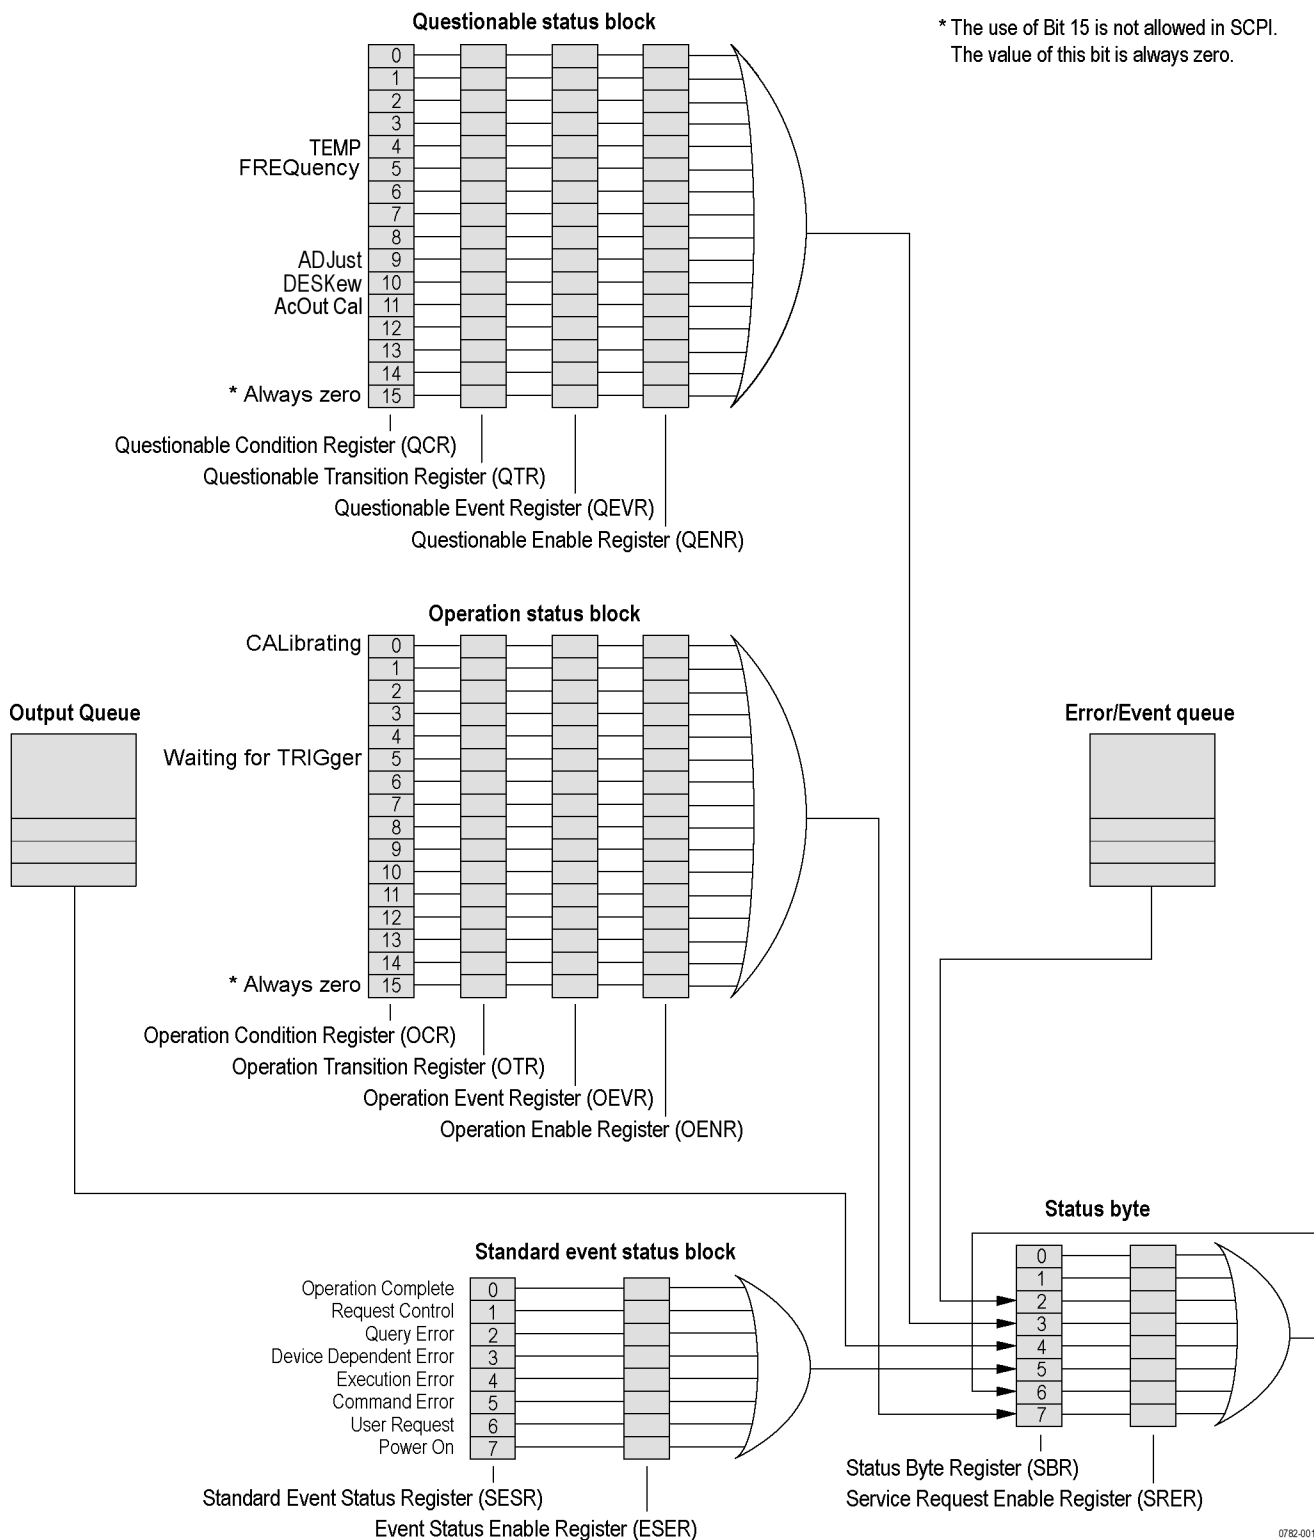 Questionable status block
* The use of Bit 15 is not allowed in SCPI.
The value of this bit is always zero.
0
1
2
3
TEMP 4
FREQuency 5
6
7
8
ADJust 9
DESKew 10
AcOut Cal 11
12
13
14
* Always zero 15
Questionable Condition Register (QCR)
Questionable Transition Register (QTR)
Questionable Event Register (QEVR)
Questionable Enable Register (QENR)
Operation status block
CALibrating 0
1
2
3
4
Waiting for TRIGger 5
6
7
8
9
10
11
12
13
14
* Always zero 15
Output Queue
Error/Event queue
Operation Condition Register (OCR)
Operation Transition Register (OTR)
Operation Event Register (OEVR)
Operation Enable Register (OENR)
Standard event status block
Operation Complete 0
Request Control 1
Query Error 2
Device Dependent Error 3
Execution Error 4
Command Error 5
User Request 6
Power On 7
Standard Event Status Register (SESR)
Event Status Enable Register (ESER)
Status byte
0
1
2
3
4
5
6
7
Status Byte Register (SBR)
Service Request Enable Register (SRER)